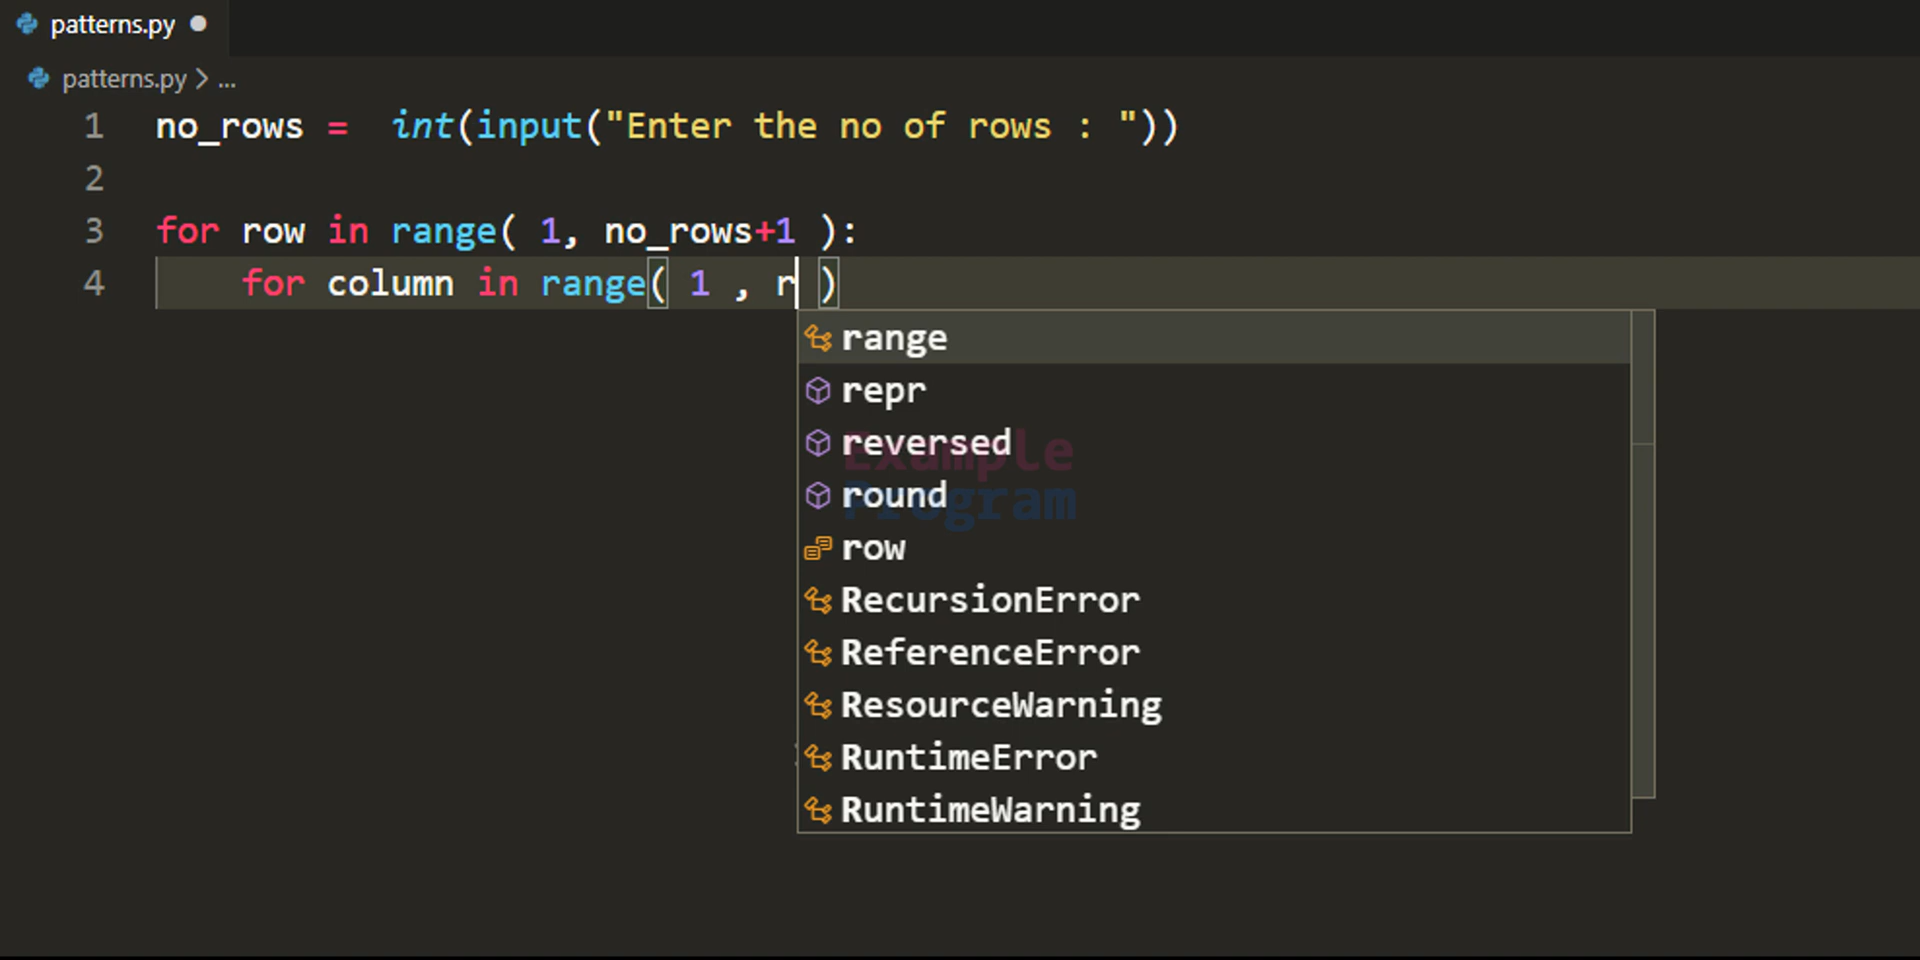 patterns.py
patterns.py > ...
1 no_rows = int(input("Enter the no of rows : "))
2
3 for row in range( 1, no_rows+1 ):
4 for column in range( 1 , r )
range
repr
reversed
round
row
RecursionError
ReferenceError
ResourceWarning
RuntimeError
RuntimeWarning
Example
Program